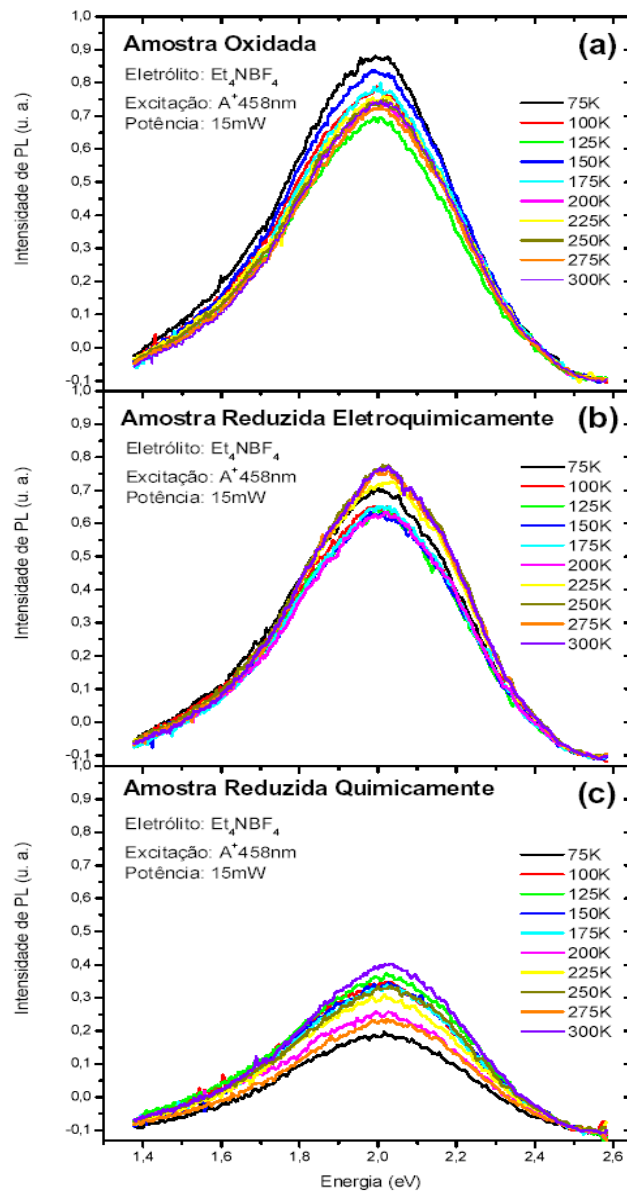 Amostra Oxidada
(a)
Eletrólito: Et₄NBF₄
Excitação: A⁺458nm
Potência: 15mW
75K
100K
125K
150K
175K
200K
225K
250K
275K
300K
Intensidade de PL (u. a.)
0,9
0,8
0,7
0,6
0,5
0,4
0,3
0,2
0,1
0,0
-0,1
1,0
Amostra Reduzida Eletroquimicamente
(b)
Eletrólito: Et₄NBF₄
Excitação: A⁺458nm
Potência: 15mW
75K
100K
125K
150K
175K
200K
225K
250K
275K
300K
Intensidade de PL (u. a.)
0,9
0,8
0,7
0,6
0,5
0,4
0,3
0,2
0,1
0,0
-0,1
1,0
Amostra Reduzida Quimicamente
(c)
Eletrólito: Et₄NBF₄
Excitação: A⁺458nm
Potência: 15mW
75K
100K
125K
150K
175K
200K
225K
250K
275K
300K
Intensidade de PL (u. a.)
0,9
0,8
0,7
0,6
0,5
0,4
0,3
0,2
0,1
0,0
-0,1
1,4 1,6 1,8 2,0 2,2 2,4 2,6
Energia (eV)